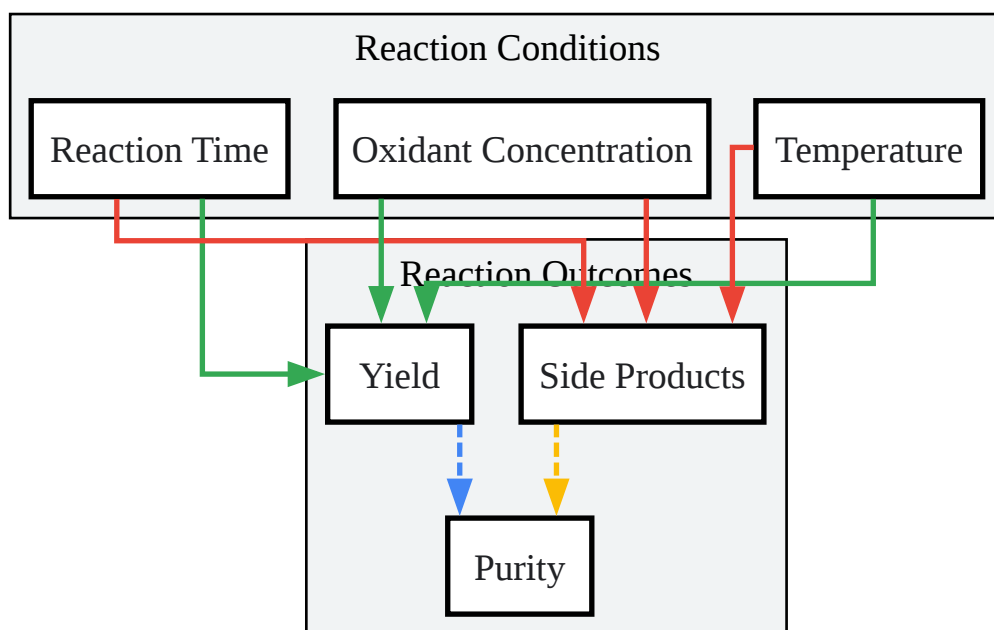 Reaction Conditions
Reaction Time
Oxidant Concentration
Temperature
Reaction Outcomes
Yield
Side Products
Purity